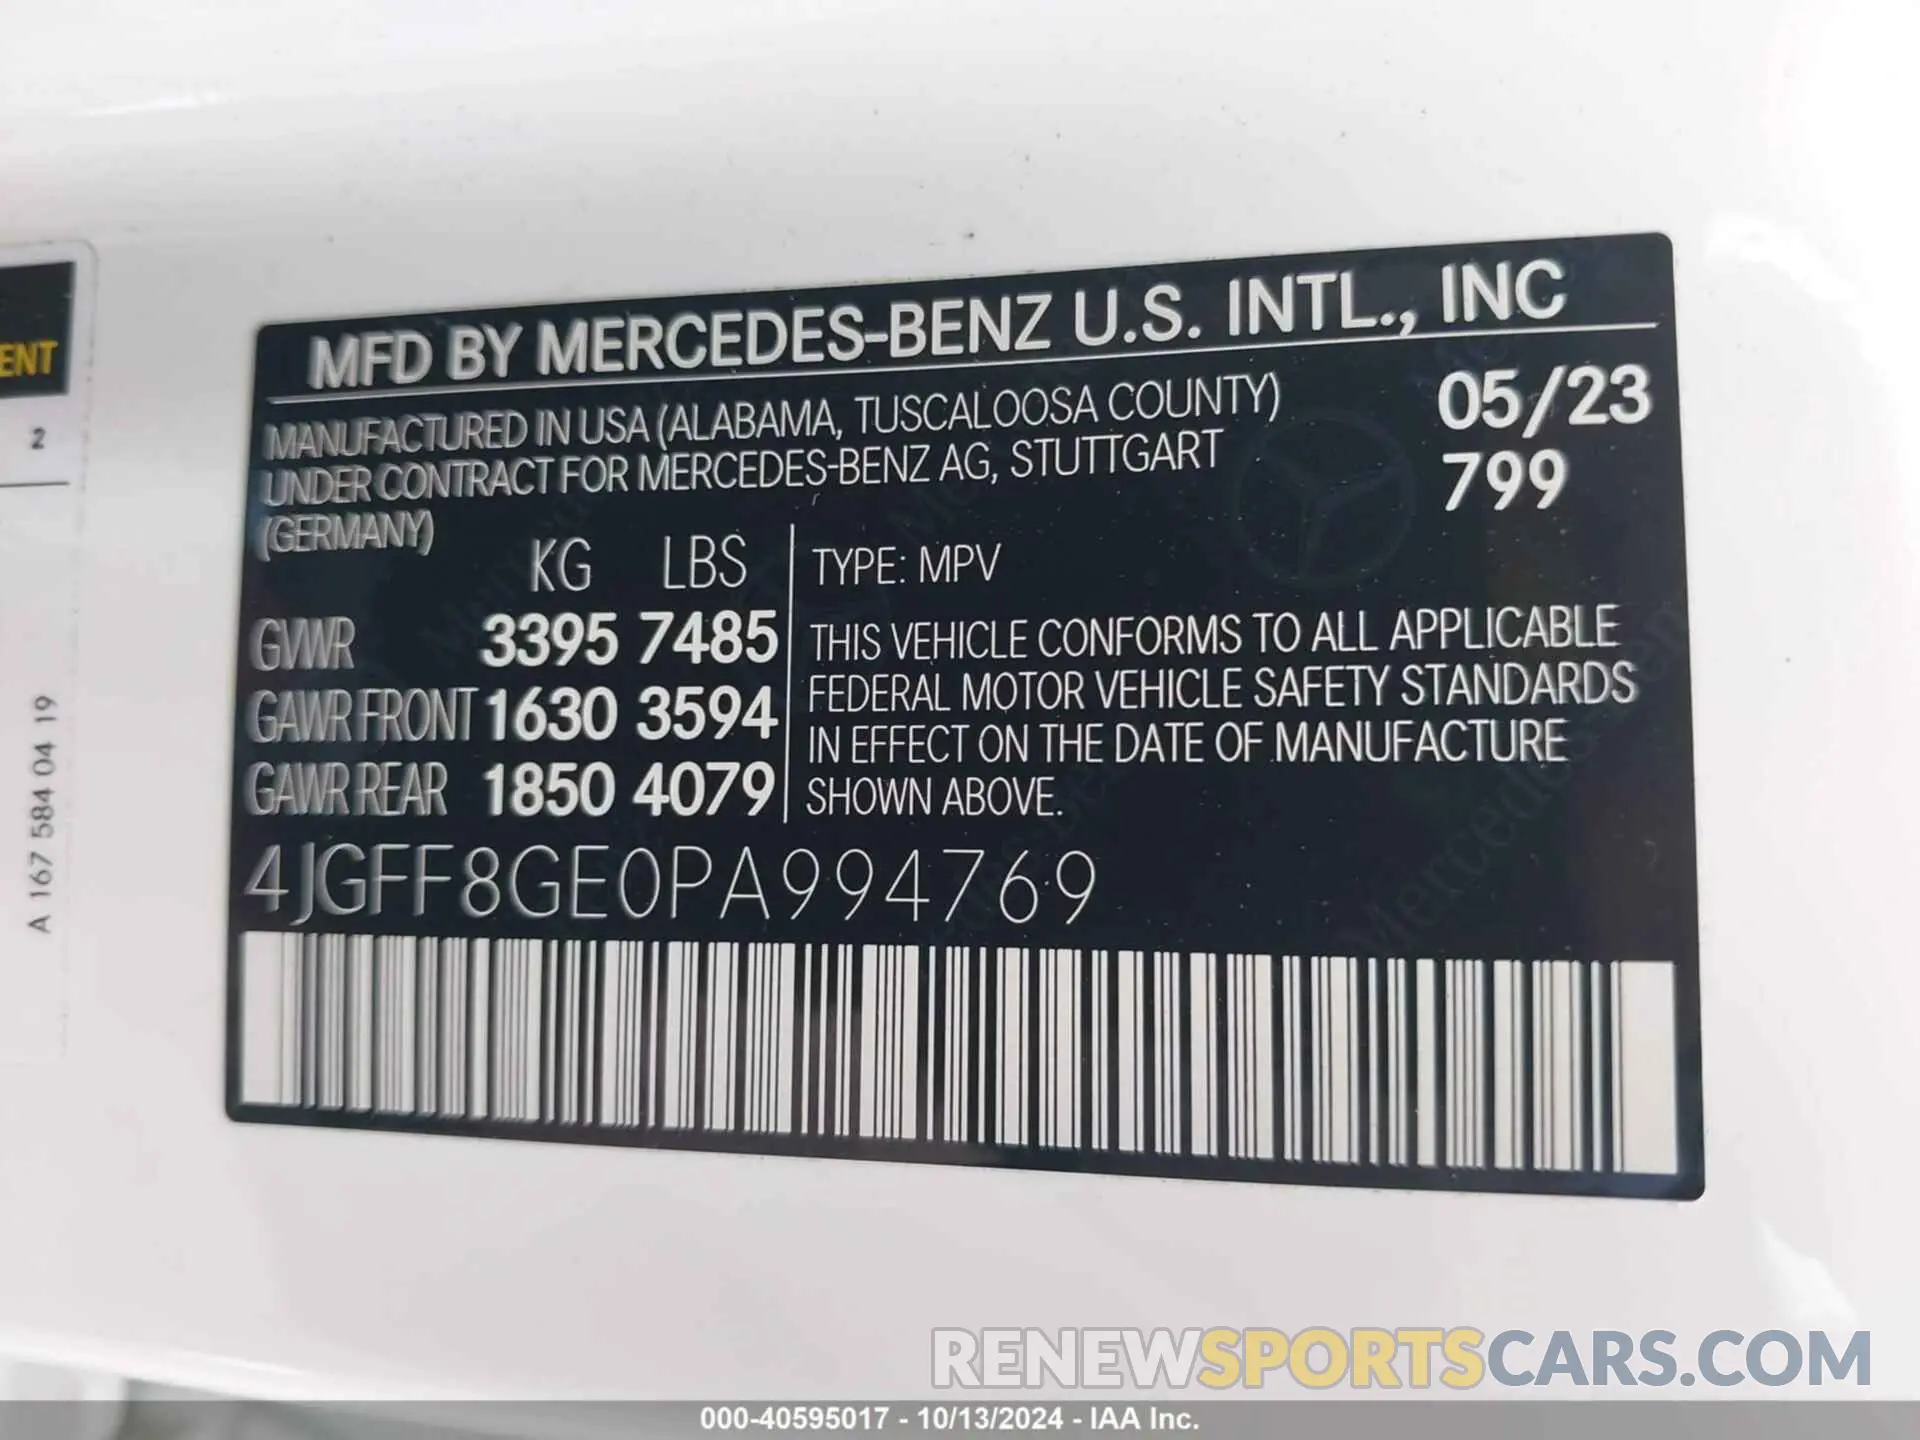 ENT
2
A 167 584 04 19
MFD BY MERCEDES-BENZ U.S. INTL., INC
MANUFACTURED IN USA (ALABAMA, TUSCALOOSA COUNTY)
UNDER CONTRACT FOR MERCEDES-BENZ AG, STUTTGART
(GERMANY)
05/23
799
KG LBS
GVWR 3395 7485
GAWR FRONT 1630 3594
GAWR REAR 1850 4079
TYPE: MPV
THIS VEHICLE CONFORMS TO ALL APPLICABLE
FEDERAL MOTOR VEHICLE SAFETY STANDARDS
IN EFFECT ON THE DATE OF MANUFACTURE
SHOWN ABOVE.
4JGFF8GE0PA994769
RENEWSPORTSCARS.COM
000-40595017 - 10/13/2024 - IAA Inc.